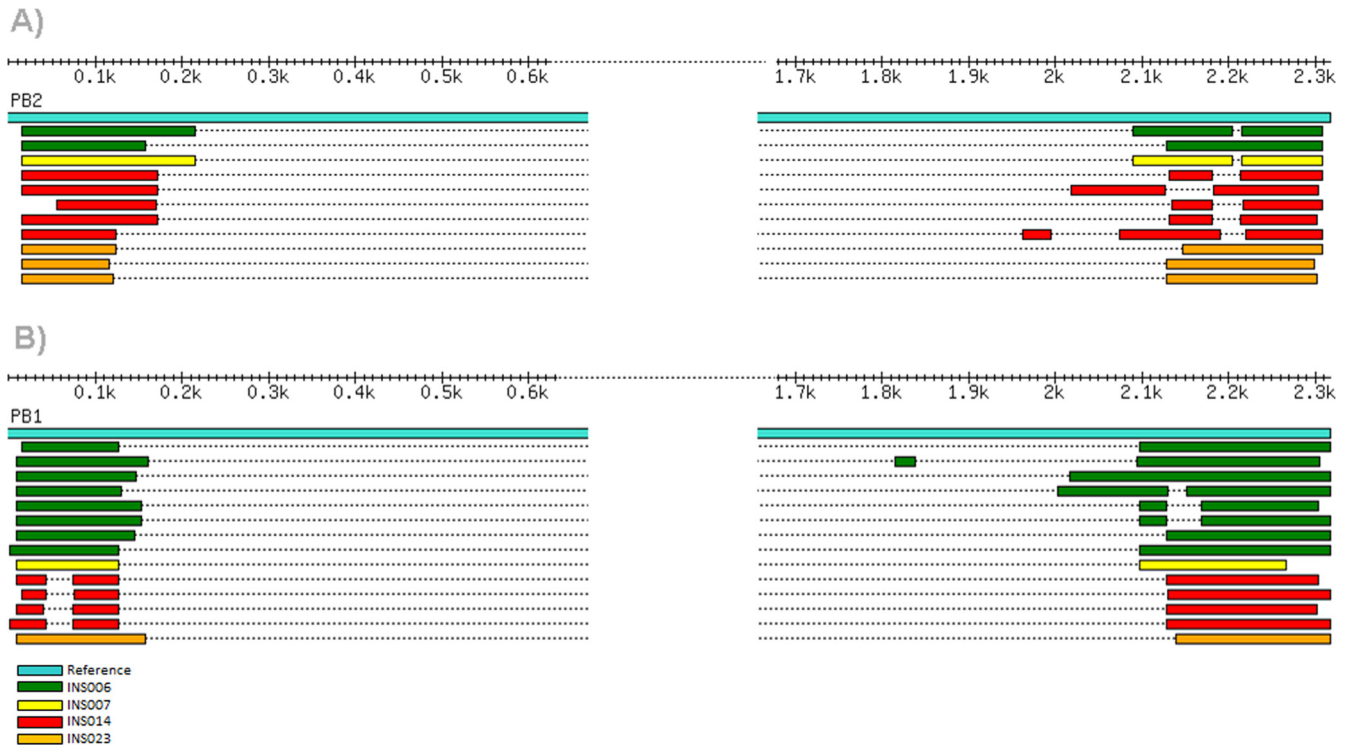 A)
0.1k 0.2k 0.3k 0.4k 0.5k 0.6k 1.7k 1.8k 1.9k 2k 2.1k 2.2k 2.3k
PB2
B)
0.1k 0.2k 0.3k 0.4k 0.5k 0.6k 1.7k 1.8k 1.9k 2k 2.1k 2.2k 2.3k
PB1
Reference
INS006
INS007
INS014
INS023